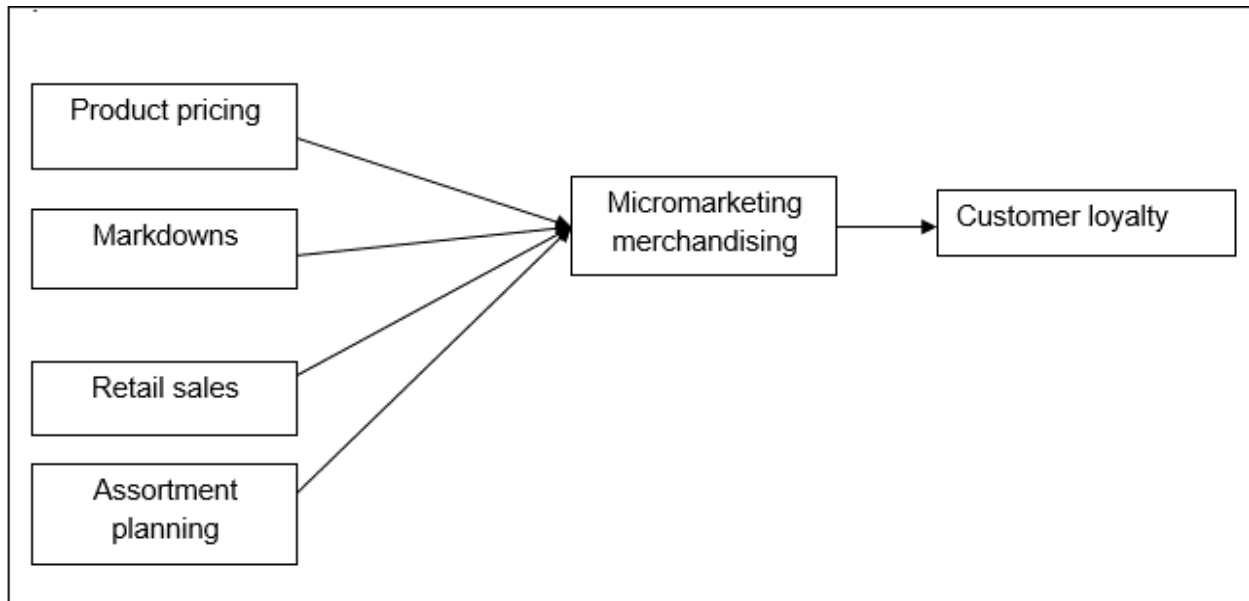 Product pricing
Markdowns
Retail sales
Assortment
planning
Micromarketing
merchandising
Customer loyalty